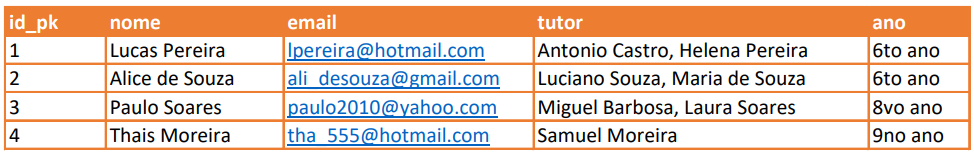 id_pk nome email tutor ano
1 Lucas Pereira lpereira@hotmail.com Antonio Castro, Helena Pereira 6to ano
2 Alice de Souza ali_desouza@gmail.com Luciano Souza, Maria de Souza 6to ano
3 Paulo Soares paulo2010@yahoo.com Miguel Barbosa, Laura Soares 8vo ano
4 Thais Moreira tha_555@hotmail.com Samuel Moreira 9no ano